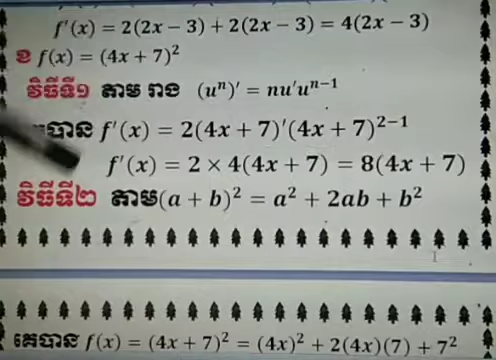 f′(x) = 2(2x − 3) + 2(2x − 3) = 4(2x − 3)
ខ f(x) = (4x + 7)²
វិធីទី១ តាម រាង (uⁿ)′ = nu′uⁿ⁻¹
បាន f′(x) = 2(4x + 7)′(4x + 7)²⁻¹
f′(x) = 2 × 4(4x + 7) = 8(4x + 7)
វិធីទី២ តាម(a + b)² = a² + 2ab + b²
គេបាន f(x) = (4x + 7)² = (4x)² + 2(4x)(7) + 7²